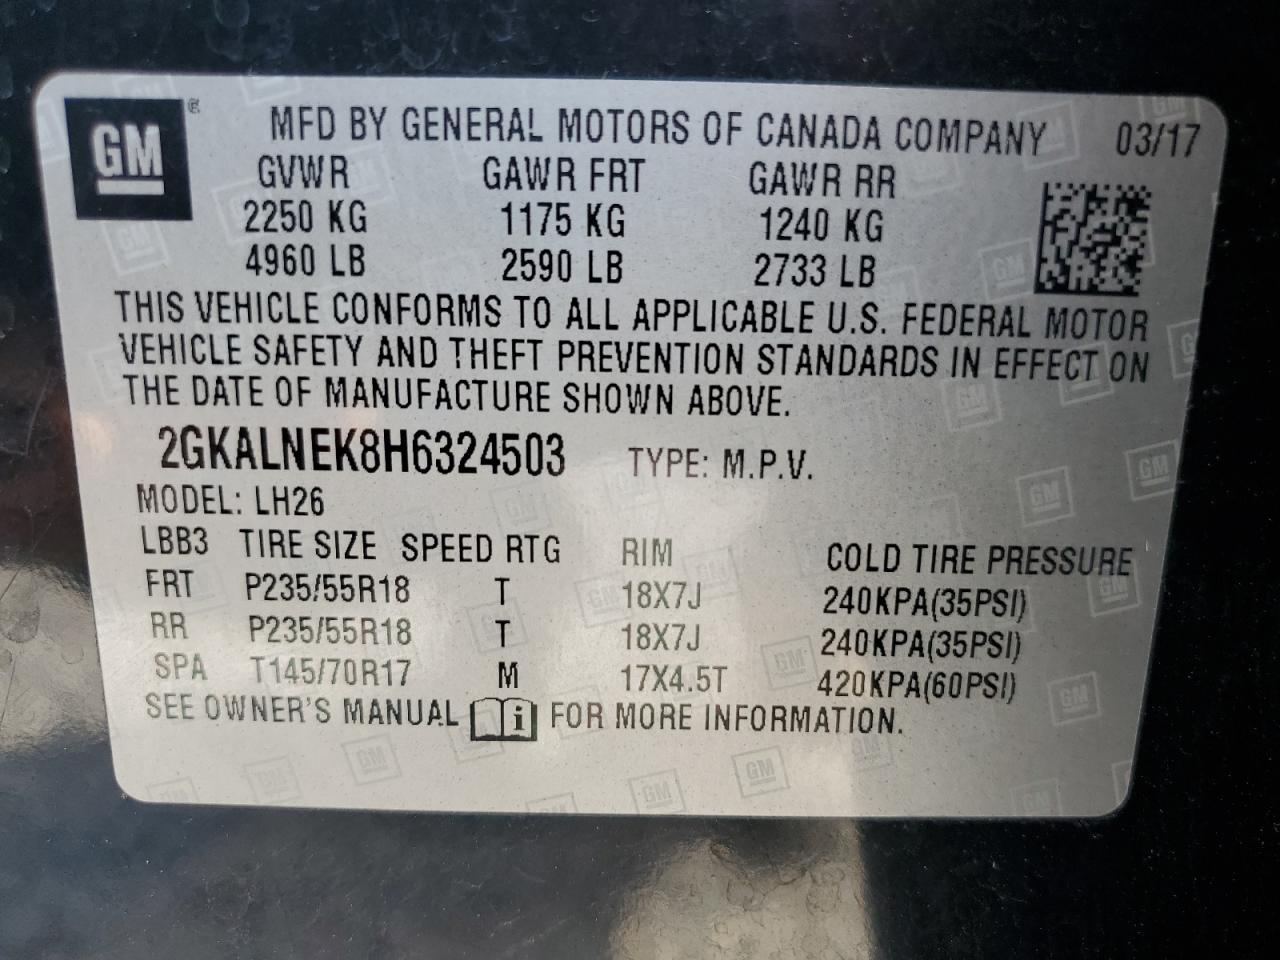 GM
MFD BY GENERAL MOTORS OF CANADA COMPANY 03/17
GVWR GAWR FRT GAWR RR
2250 KG 1175 KG 1240 KG
4960 LB 2590 LB 2733 LB
THIS VEHICLE CONFORMS TO ALL APPLICABLE U.S. FEDERAL MOTOR
VEHICLE SAFETY AND THEFT PREVENTION STANDARDS IN EFFECT ON
THE DATE OF MANUFACTURE SHOWN ABOVE.
2GKALNEK8H6324503 TYPE: M.P.V.
MODEL: LH26
LBB3 TIRE SIZE SPEED RTG RIM COLD TIRE PRESSURE
FRT P235/55R18 T 18X7J 240KPA(35PSI)
RR P235/55R18 T 18X7J 240KPA(35PSI)
SPA T145/70R17 M 17X4.5T 420KPA(60PSI)
SEE OWNER'S MANUAL i FOR MORE INFORMATION.